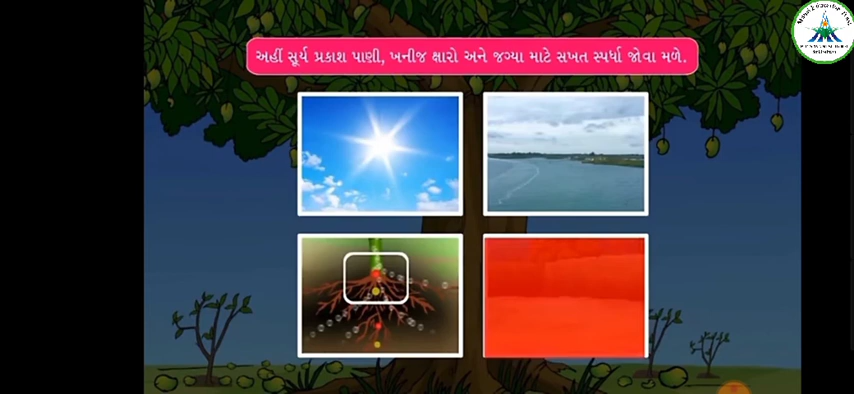 અહીં સૂર્ય પ્રકાશ પાણી, ખનીજ ક્ષારો અને જગ્યા માટે સખત સ્પર્ધા જોવા મળે.